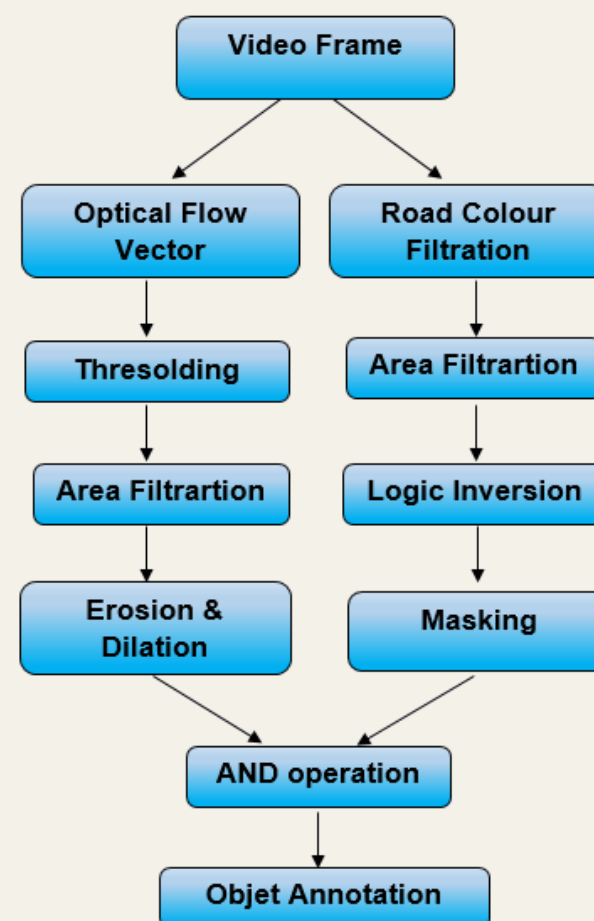 Video Frame
Optical Flow
Vector
Road Colour
Filtration
Thresolding
Area Filtrartion
Area Filtrartion
Logic Inversion
Erosion &
Dilation
Masking
AND operation
Objet Annotation